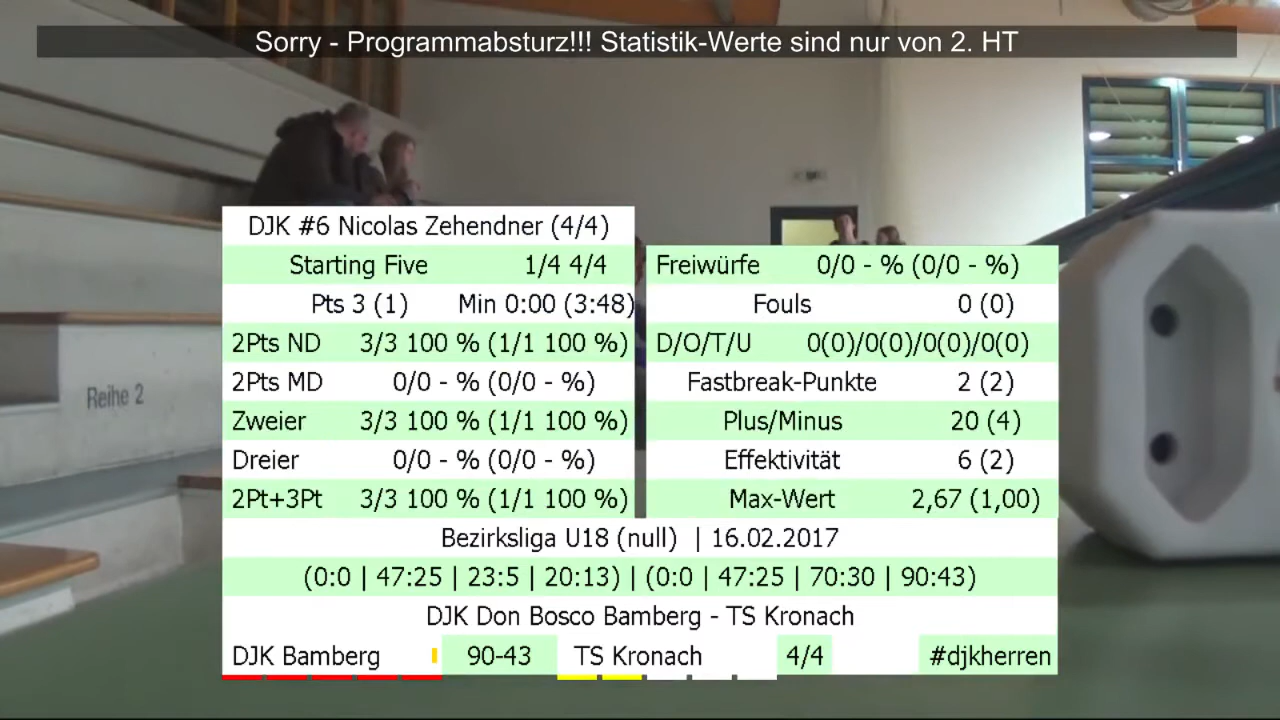 Sorry - Programmabsturz!!! Statistik-Werte sind nur von 2. HT
DJK #6 Nicolas Zehendner (4/4)
Starting Five 1/4 4/4
Pts 3 (1) Min 0:00 (3:48)
2Pts ND 3/3 100 % (1/1 100 %)
2Pts MD 0/0 - % (0/0 - %)
Zweier 3/3 100 % (1/1 100 %)
Dreier 0/0 - % (0/0 - %)
2Pt+3Pt 3/3 100 % (1/1 100 %)
Freiwürfe 0/0 - % (0/0 - %)
Fouls 0 (0)
D/O/T/U 0(0)/0(0)/0(0)/0(0)
Fastbreak-Punkte 2 (2)
Plus/Minus 20 (4)
Effektivität 6 (2)
Max-Wert 2,67 (1,00)
Bezirksliga U18 (null) | 16.02.2017
(0:0 | 47:25 | 23:5 | 20:13) | (0:0 | 47:25 | 70:30 | 90:43)
DJK Don Bosco Bamberg - TS Kronach
DJK Bamberg 90-43 TS Kronach 4/4 #djkherren
Reihe 2